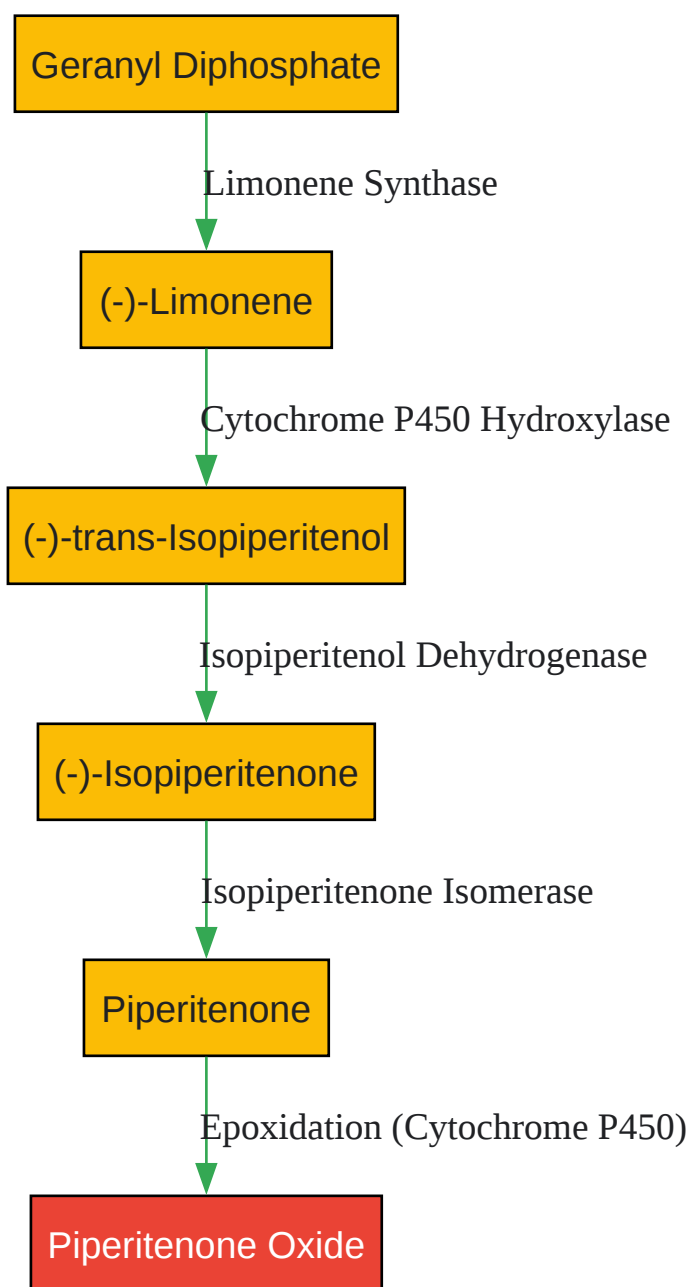 Geranyl Diphosphate
Limonene Synthase
(-)-Limonene
Cytochrome P450 Hydroxylase
(-)-trans-Isopiperitenol
Isopiperitenol Dehydrogenase
(-)-Isopiperitenone
Isopiperitenone Isomerase
Piperitenone
Epoxidation (Cytochrome P450)
Piperitenone Oxide